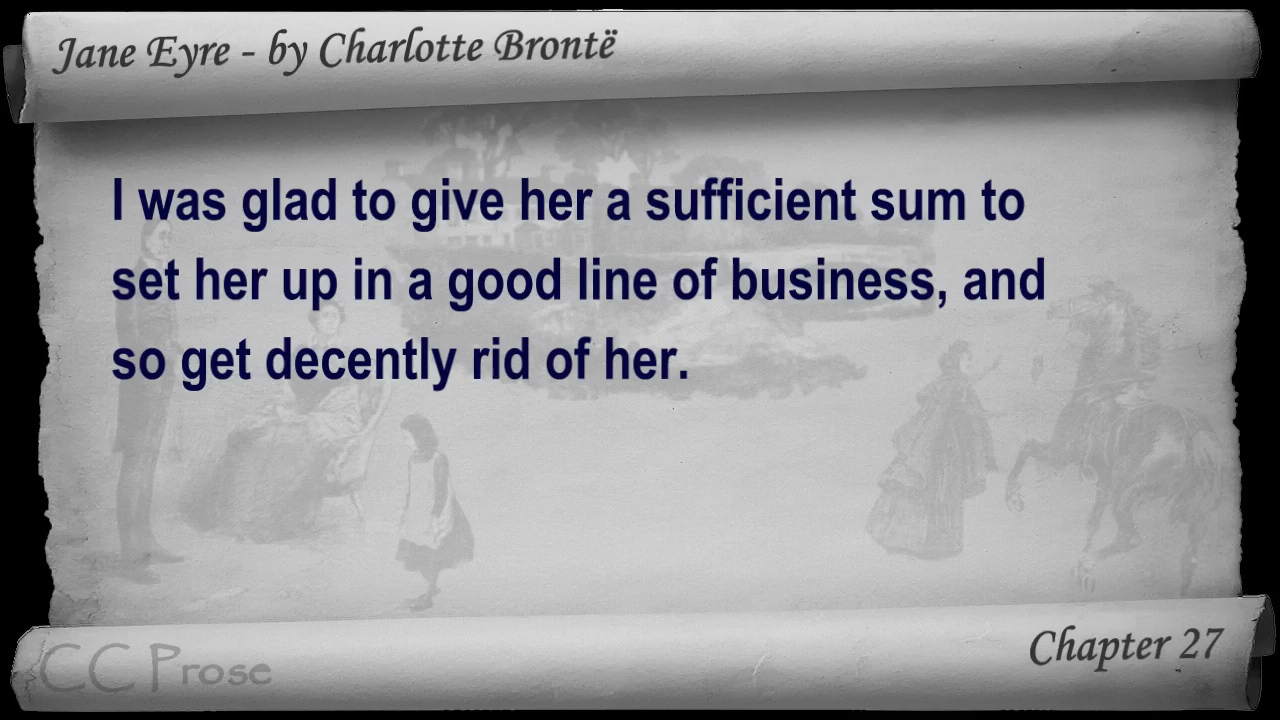 Jane Eyre - by Charlotte Brontë
I was glad to give her a sufficient sum to
set her up in a good line of business, and
so get decently rid of her.
CC Prose
Chapter 27